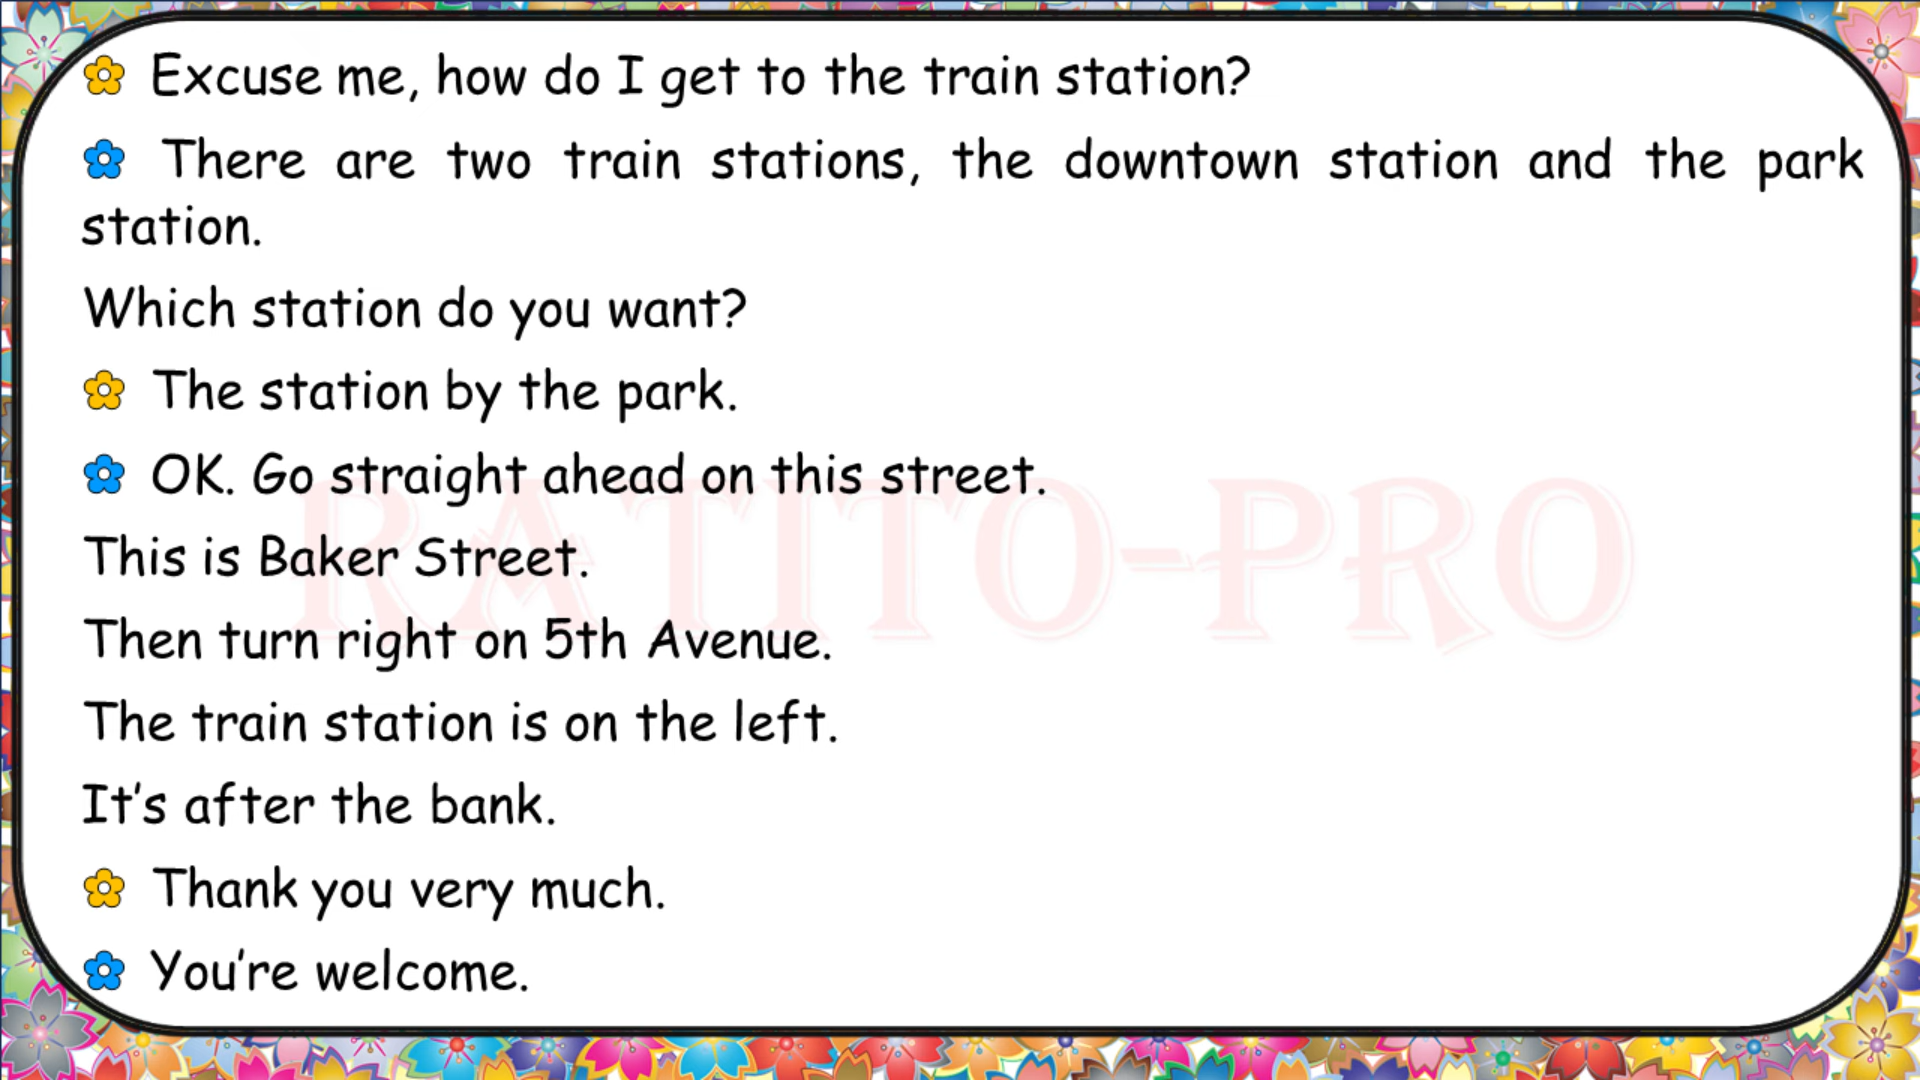 Excuse me, how do I get to the train station?
There are two train stations, the downtown station and the park
station.
Which station do you want?
The station by the park.
OK. Go straight ahead on this street.
This is Baker Street.
RATITO-PRO
Then turn right on 5th Avenue.
The train station is on the left.
It's after the bank.
Thank you very much.
You're welcome.